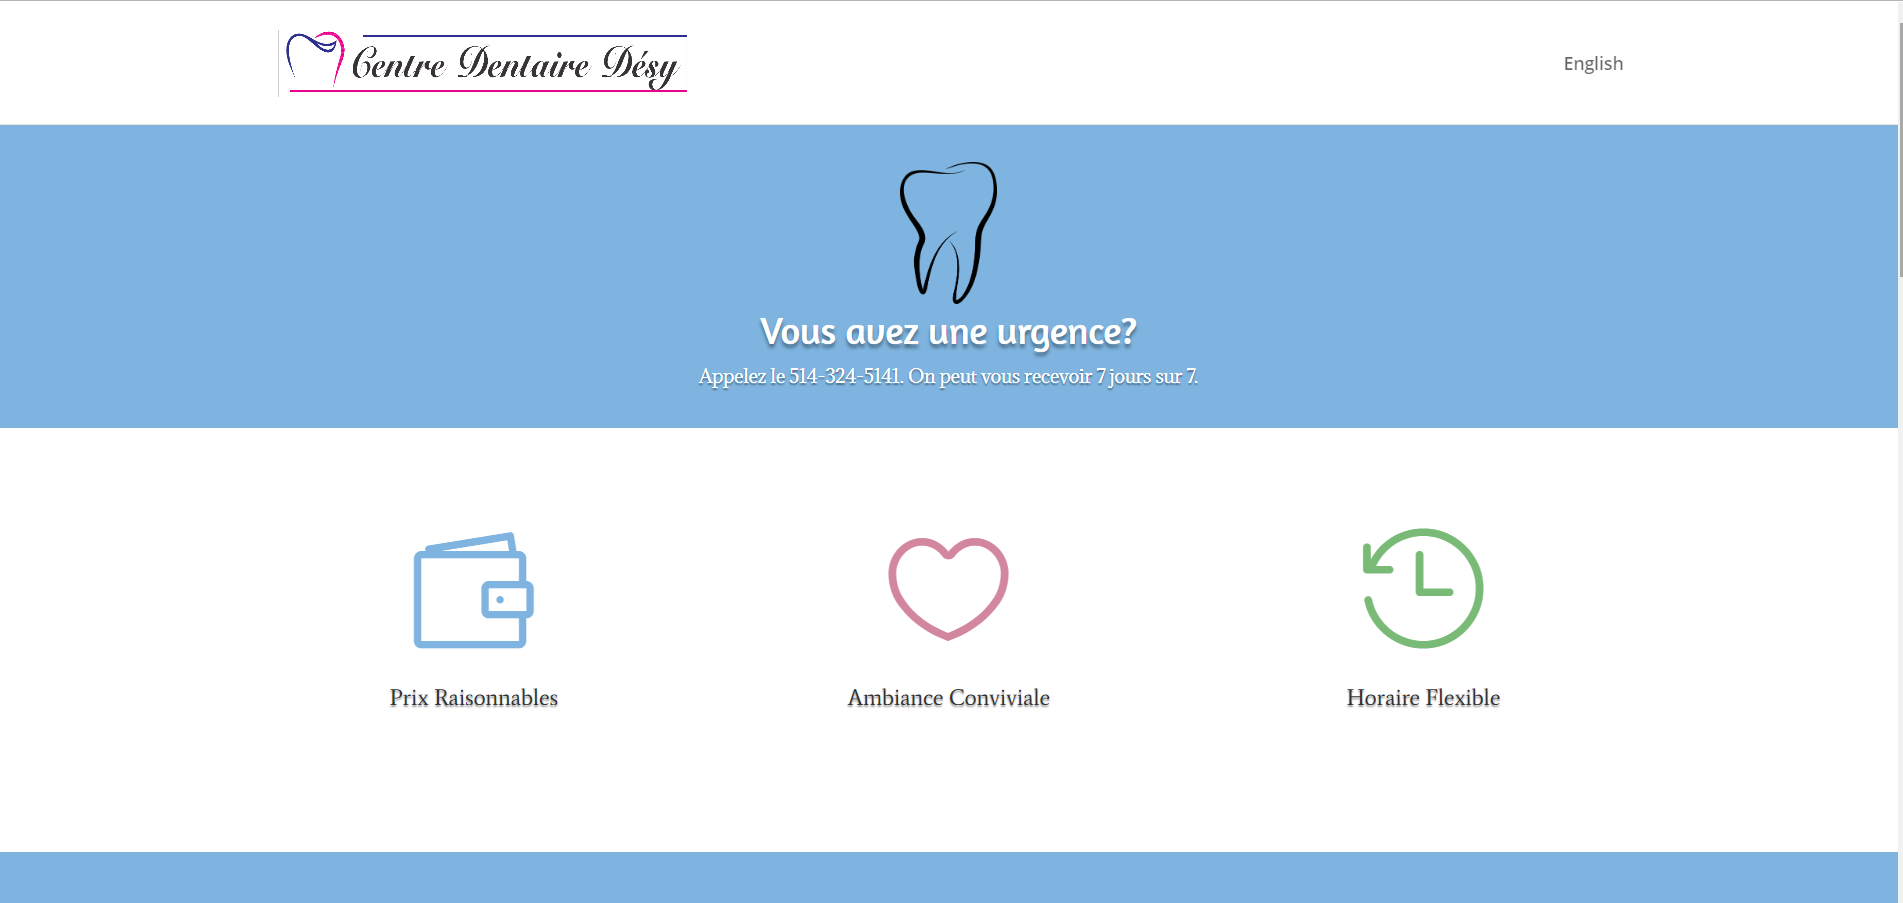 Centre Dentaire Désy
English
Vous avez une urgence?
Appelez le 514-324-5141. On peut vous recevoir 7 jours sur 7.
Prix Raisonnables
Ambiance Conviviale
Horaire Flexible